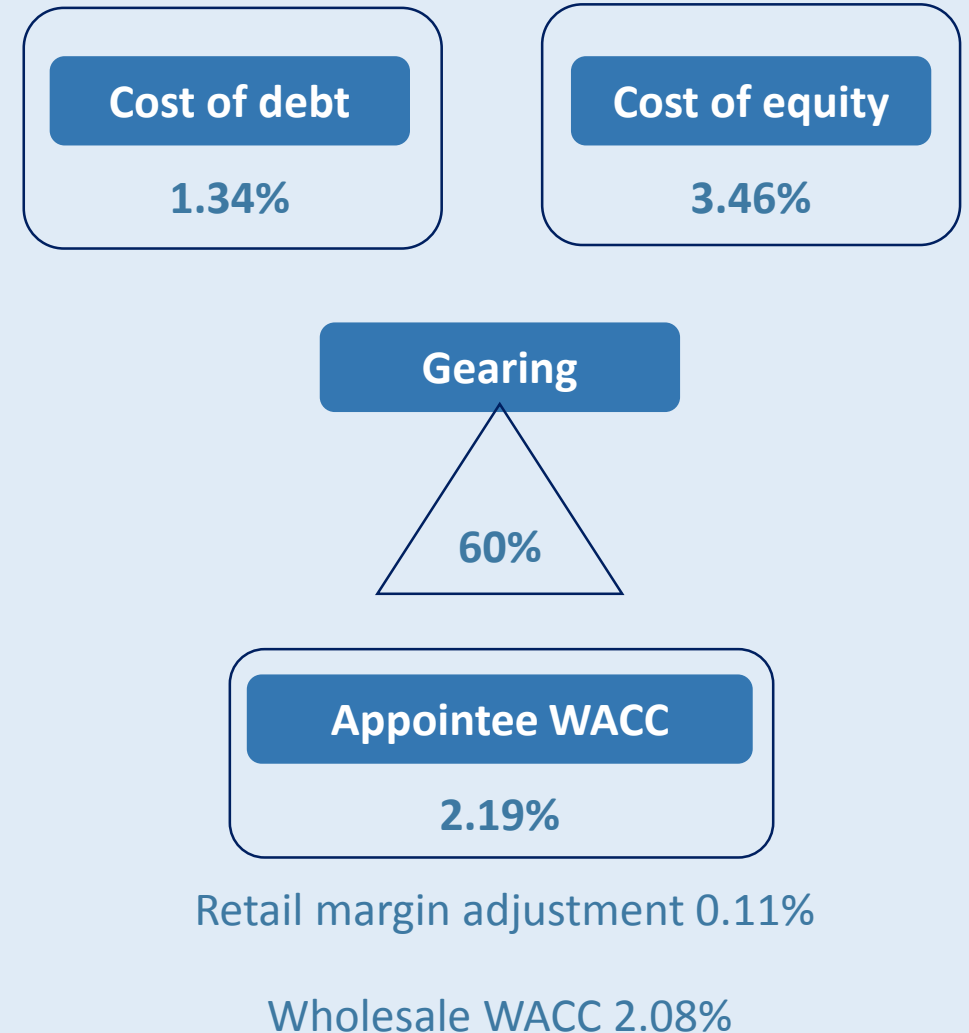 Cost of debt
1.34%
Cost of equity
3.46%
Gearing
60%
Appointee WACC
2.19%
Retail margin adjustment 0.11%
Wholesale WACC 2.08%